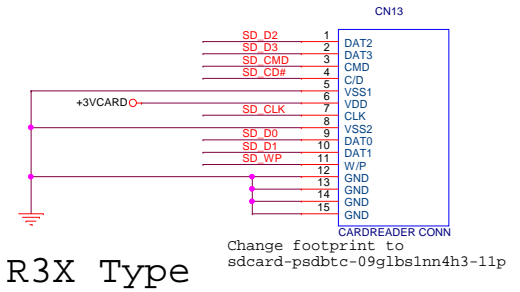 CN13
SD_D2 1 DAT2
SD_D3 2 DAT3
SD_CMD 3 CMD
SD_CD# 4 C/D
5 VSS1
+3VCARD 6 VDD
SD_CLK 7 CLK
8 VSS2
SD_D0 9 DAT0
SD_D1 10 DAT1
SD_WP 11 W/P
12 GND
13 GND
14 GND
15 GND
CARDREADER CONN
Change footprint to
sdcard-psdbtc-09glbs1nn4h3-11p
R3X Type